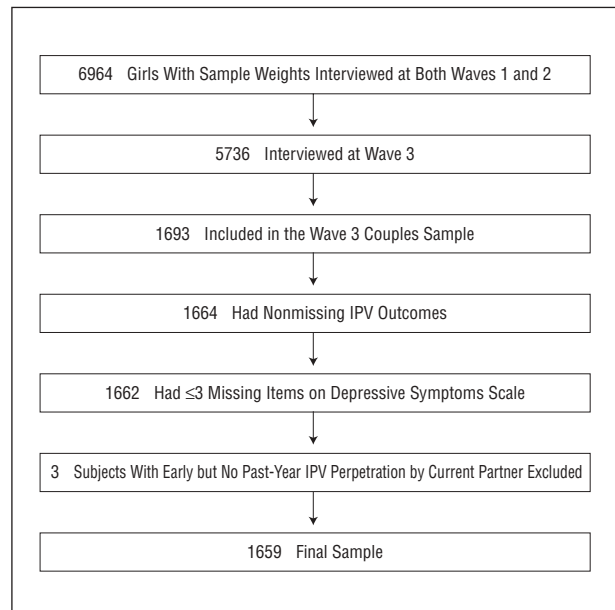 6964 Girls With Sample Weights Interviewed at Both Waves 1 and 2
5736 Interviewed at Wave 3
1693 Included in the Wave 3 Couples Sample
1664 Had Nonmissing IPV Outcomes
1662 Had ≤3 Missing Items on Depressive Symptoms Scale
3 Subjects With Early but No Past-Year IPV Perpetration by Current Partner Excluded
1659 Final Sample